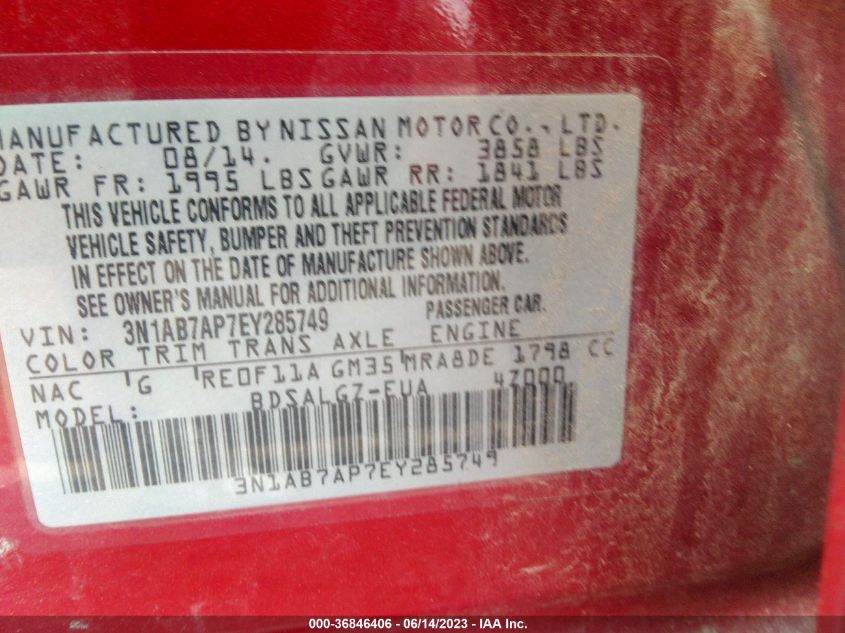 MANUFACTURED BY NISSAN MOTOR CO., LTD.
DATE: 08/14. GVWR: 3858 LBS
GAWR FR: 1995 LBS GAWR RR: 1841 LBS
THIS VEHICLE CONFORMS TO ALL APPLICABLE FEDERAL MOTOR
VEHICLE SAFETY, BUMPER AND THEFT PREVENTION STANDARDS
IN EFFECT ON THE DATE OF MANUFACTURE SHOWN ABOVE.
SEE OWNER'S MANUAL FOR ADDITIONAL INFORMATION.
VIN: 3N1AB7AP7EY285749 PASSENGER CAR.
COLOR TRIM TRANS AXLE ENGINE
NAC G RE0F11A GM35 MRA8DE 1798 CC
MODEL: BDSALGZ-EUA 4Z000
3N1AB7AP7EY285749
000-36846406 - 06/14/2023 - IAA Inc.